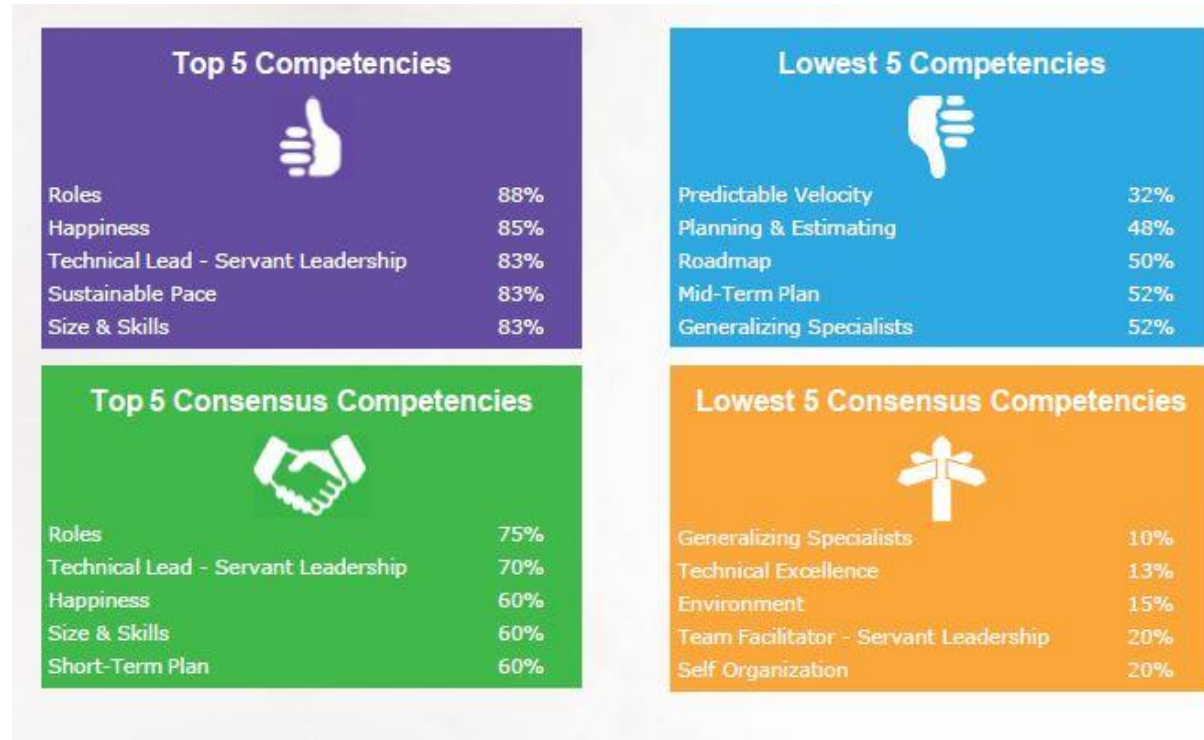 Top 5 Competencies
Roles 88%
Happiness 85%
Technical Lead - Servant Leadership 83%
Sustainable Pace 83%
Size & Skills 83%
Lowest 5 Competencies
Predictable Velocity 32%
Planning & Estimating 48%
Roadmap 50%
Mid-Term Plan 52%
Generalizing Specialists 52%
Top 5 Consensus Competencies
Roles 75%
Technical Lead - Servant Leadership 70%
Happiness 60%
Size & Skills 60%
Short-Term Plan 60%
Lowest 5 Consensus Competencies
Generalizing Specialists 10%
Technical Excellence 13%
Environment 15%
Team Facilitator - Servant Leadership 20%
Self Organization 20%